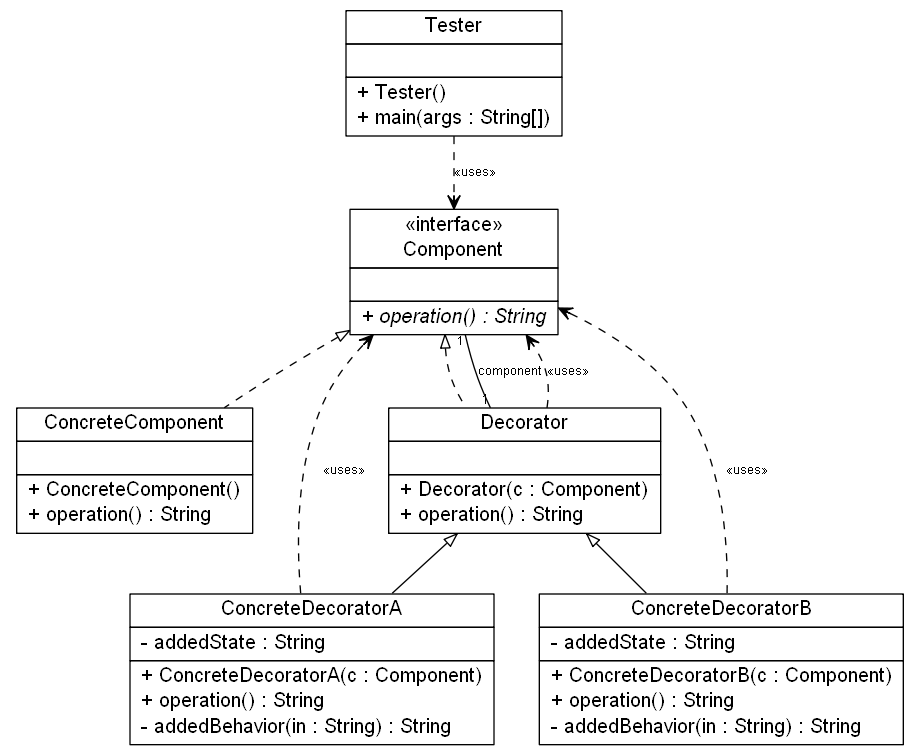 Tester
+ Tester()
+ main(args : String[])
«uses»
«interface»
Component
+ operation() : String
1
component «uses»
1
ConcreteComponent
+ ConcreteComponent()
+ operation() : String
«uses»
Decorator
+ Decorator(c : Component)
+ operation() : String
«uses»
ConcreteDecoratorA
- addedState : String
+ ConcreteDecoratorA(c : Component)
+ operation() : String
- addedBehavior(in : String) : String
ConcreteDecoratorB
- addedState : String
+ ConcreteDecoratorB(c : Component)
+ operation() : String
- addedBehavior(in : String) : String